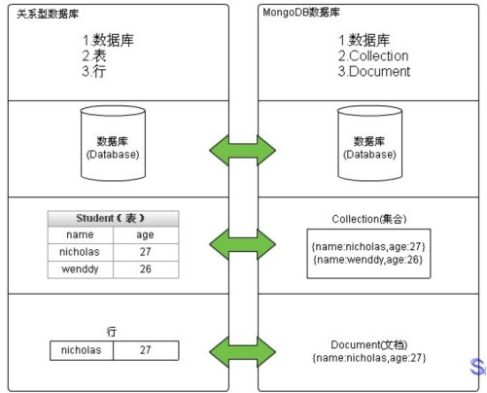 关系型数据库
1.数据库
2.表
3.行
MongoDB数据库
1.数据库
2.Collection
3.Document
数据库
(Database)
数据库
(Database)
Student (表)
name age
nicholas 27
wenddy 26
Collection(集合)
{name:nicholas,age:27}
{name:wenddy,age:26}
行
nicholas 27
Document(文档)
{name:nicholas,age:27}